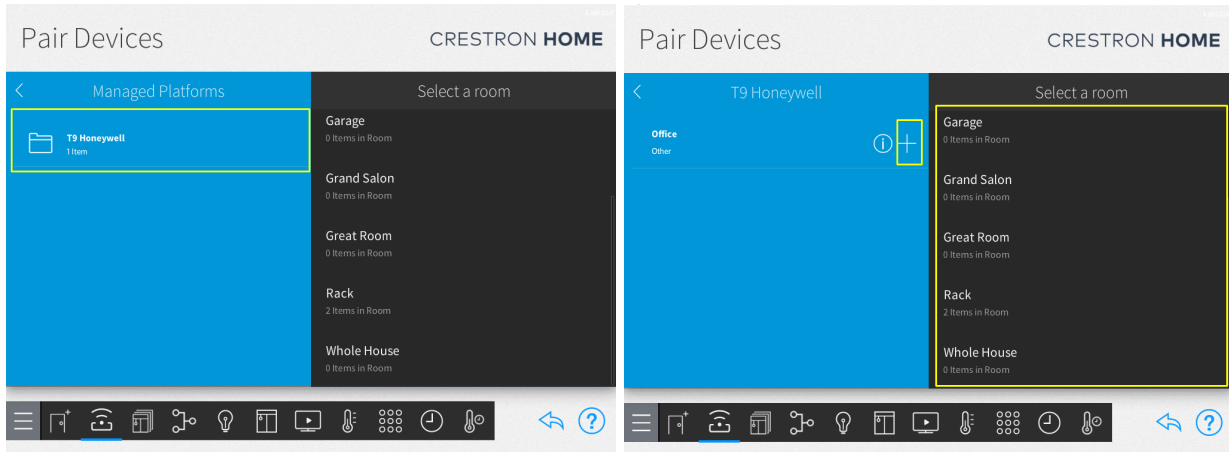 Pair Devices
CRESTRON HOME
Managed Platforms
T9 Honeywell
1 Item
Select a room
Garage
0 Items in Room
Grand Salon
0 Items in Room
Great Room
0 Items in Room
Rack
2 Items in Room
Whole House
0 Items in Room
?
Pair Devices
CRESTRON HOME
T9 Honeywell
Office
Other
i
Select a room
Garage
0 Items in Room
Grand Salon
0 Items in Room
Great Room
0 Items in Room
Rack
2 Items in Room
Whole House
0 Items in Room
?